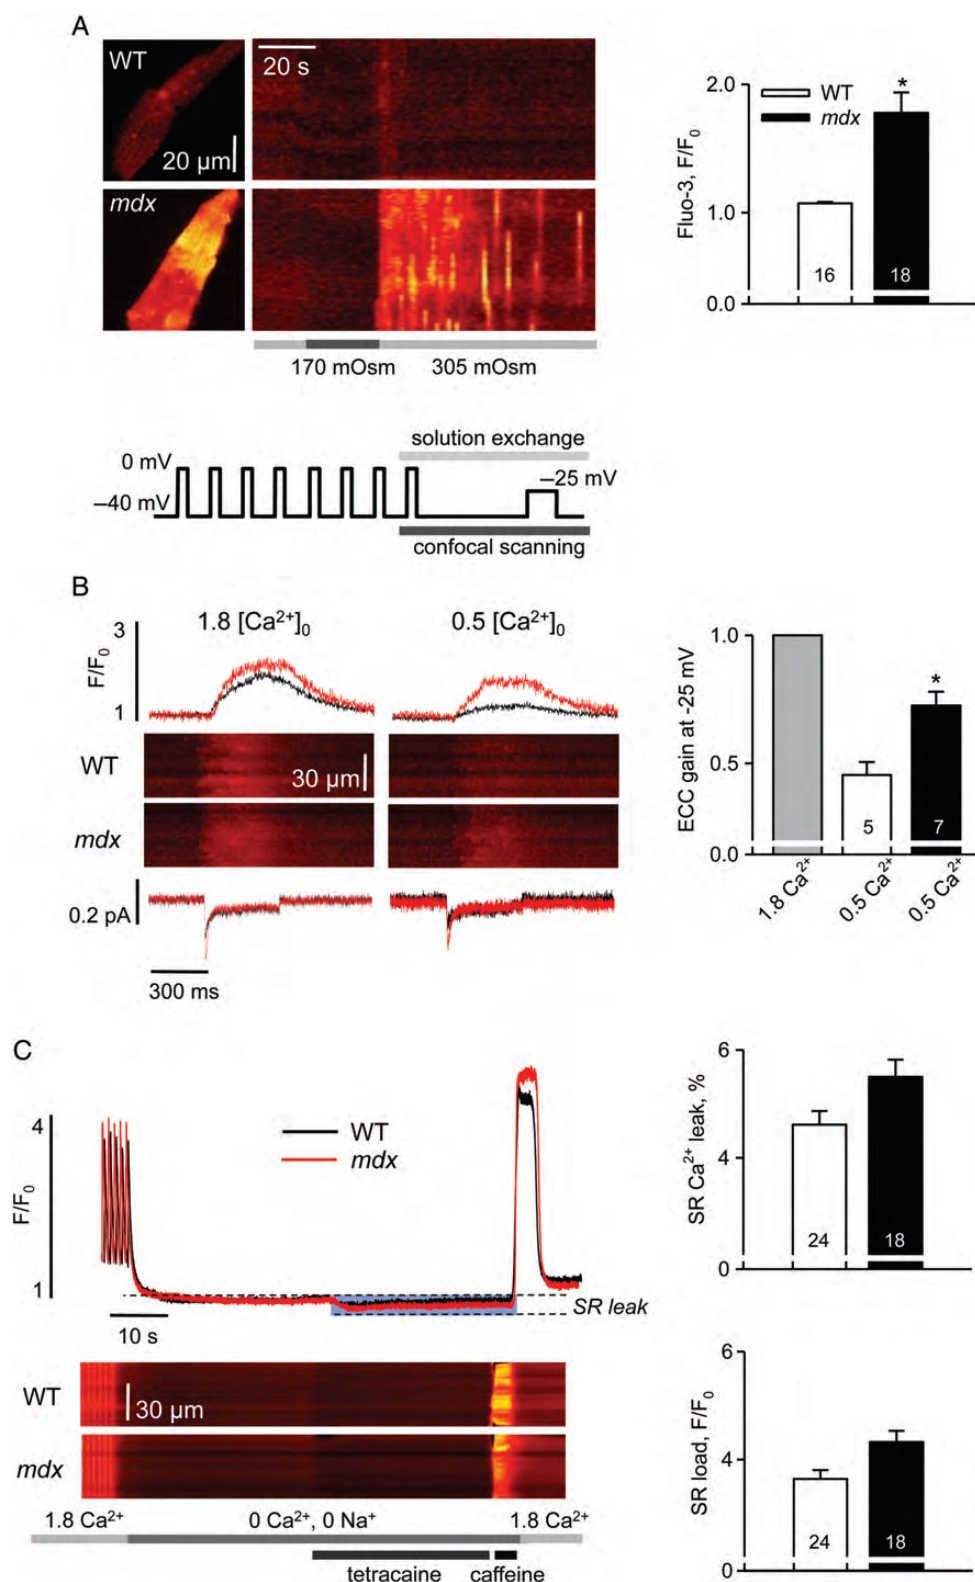 A
WT
20 µm
20 s
mdx
170 mOsm
305 mOsm
Fluo-3, F/F0
2.0
1.0
0.0
WT
mdx
*
16
18
0 mV
–40 mV
solution exchange
–25 mV
confocal scanning
B
1.8 [Ca2+]0
0.5 [Ca2+]0
F/F0
3
1
WT
30 µm
mdx
0.2 pA
300 ms
ECC gain at -25 mV
1.0
0.5
0.0
*
5
7
1.8 Ca2+
0.5 Ca2+
0.5 Ca2+
C
F/F0
4
1
WT
mdx
SR leak
10 s
WT
30 µm
mdx
1.8 Ca2+
0 Ca2+, 0 Na+
1.8 Ca2+
tetracaine
caffeine
SR Ca2+ leak, %
6
4
0
24
18
SR load, F/F0
6
4
0
24
18